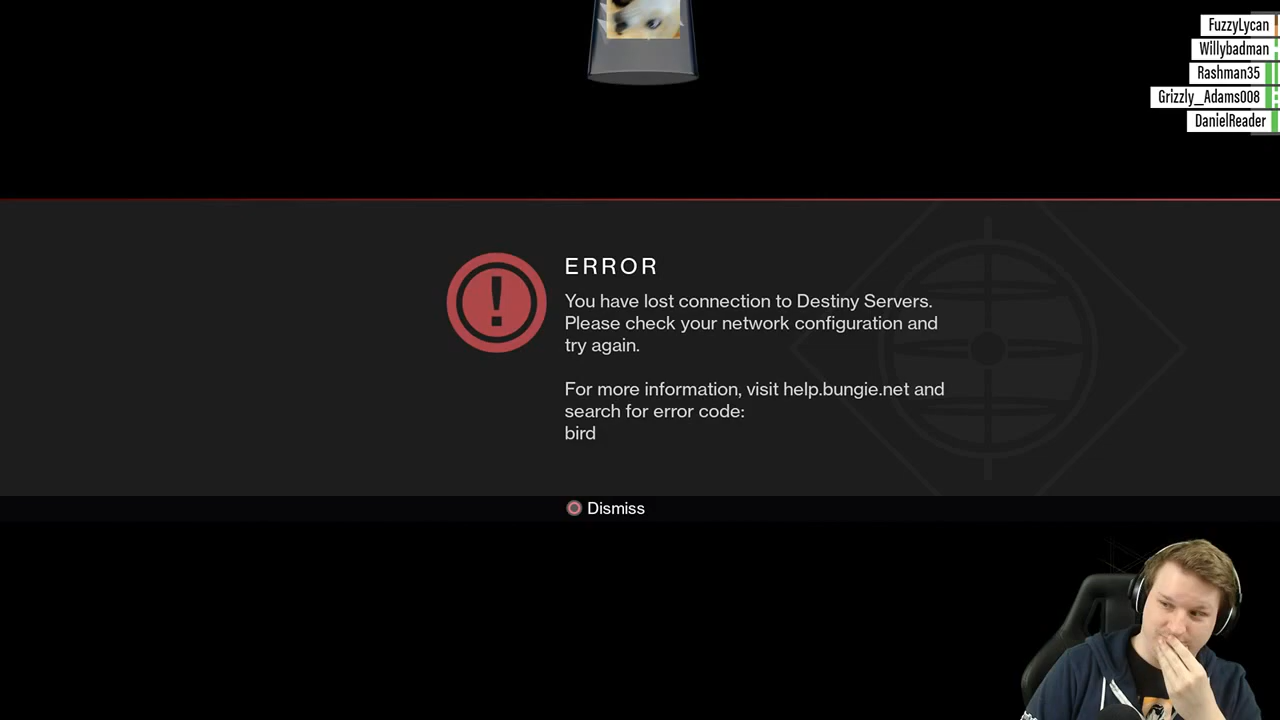 FuzzyLycan
Willybadman
Rashman35
Grizzly_Adams008
DanielReader
ERROR
You have lost connection to Destiny Servers.
Please check your network configuration and
try again.
For more information, visit help.bungie.net and
search for error code:
bird
Dismiss